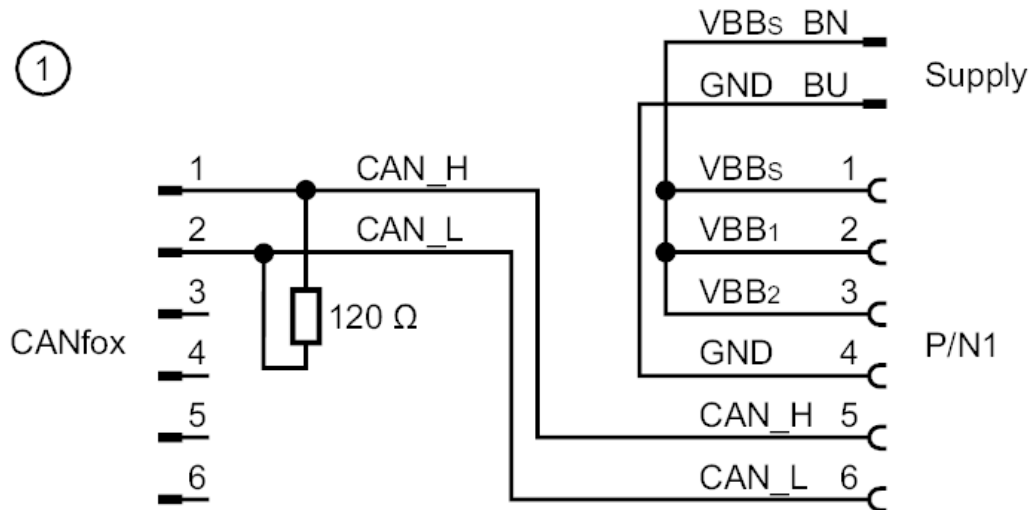 1
VBBS BN
GND BU
Supply
CANfox
1 CAN_H
2 CAN_L
3
4
5
6
120 Ω
VBBS 1
VBB1 2
VBB2 3
GND 4
CAN_H 5
CAN_L 6
P/N1